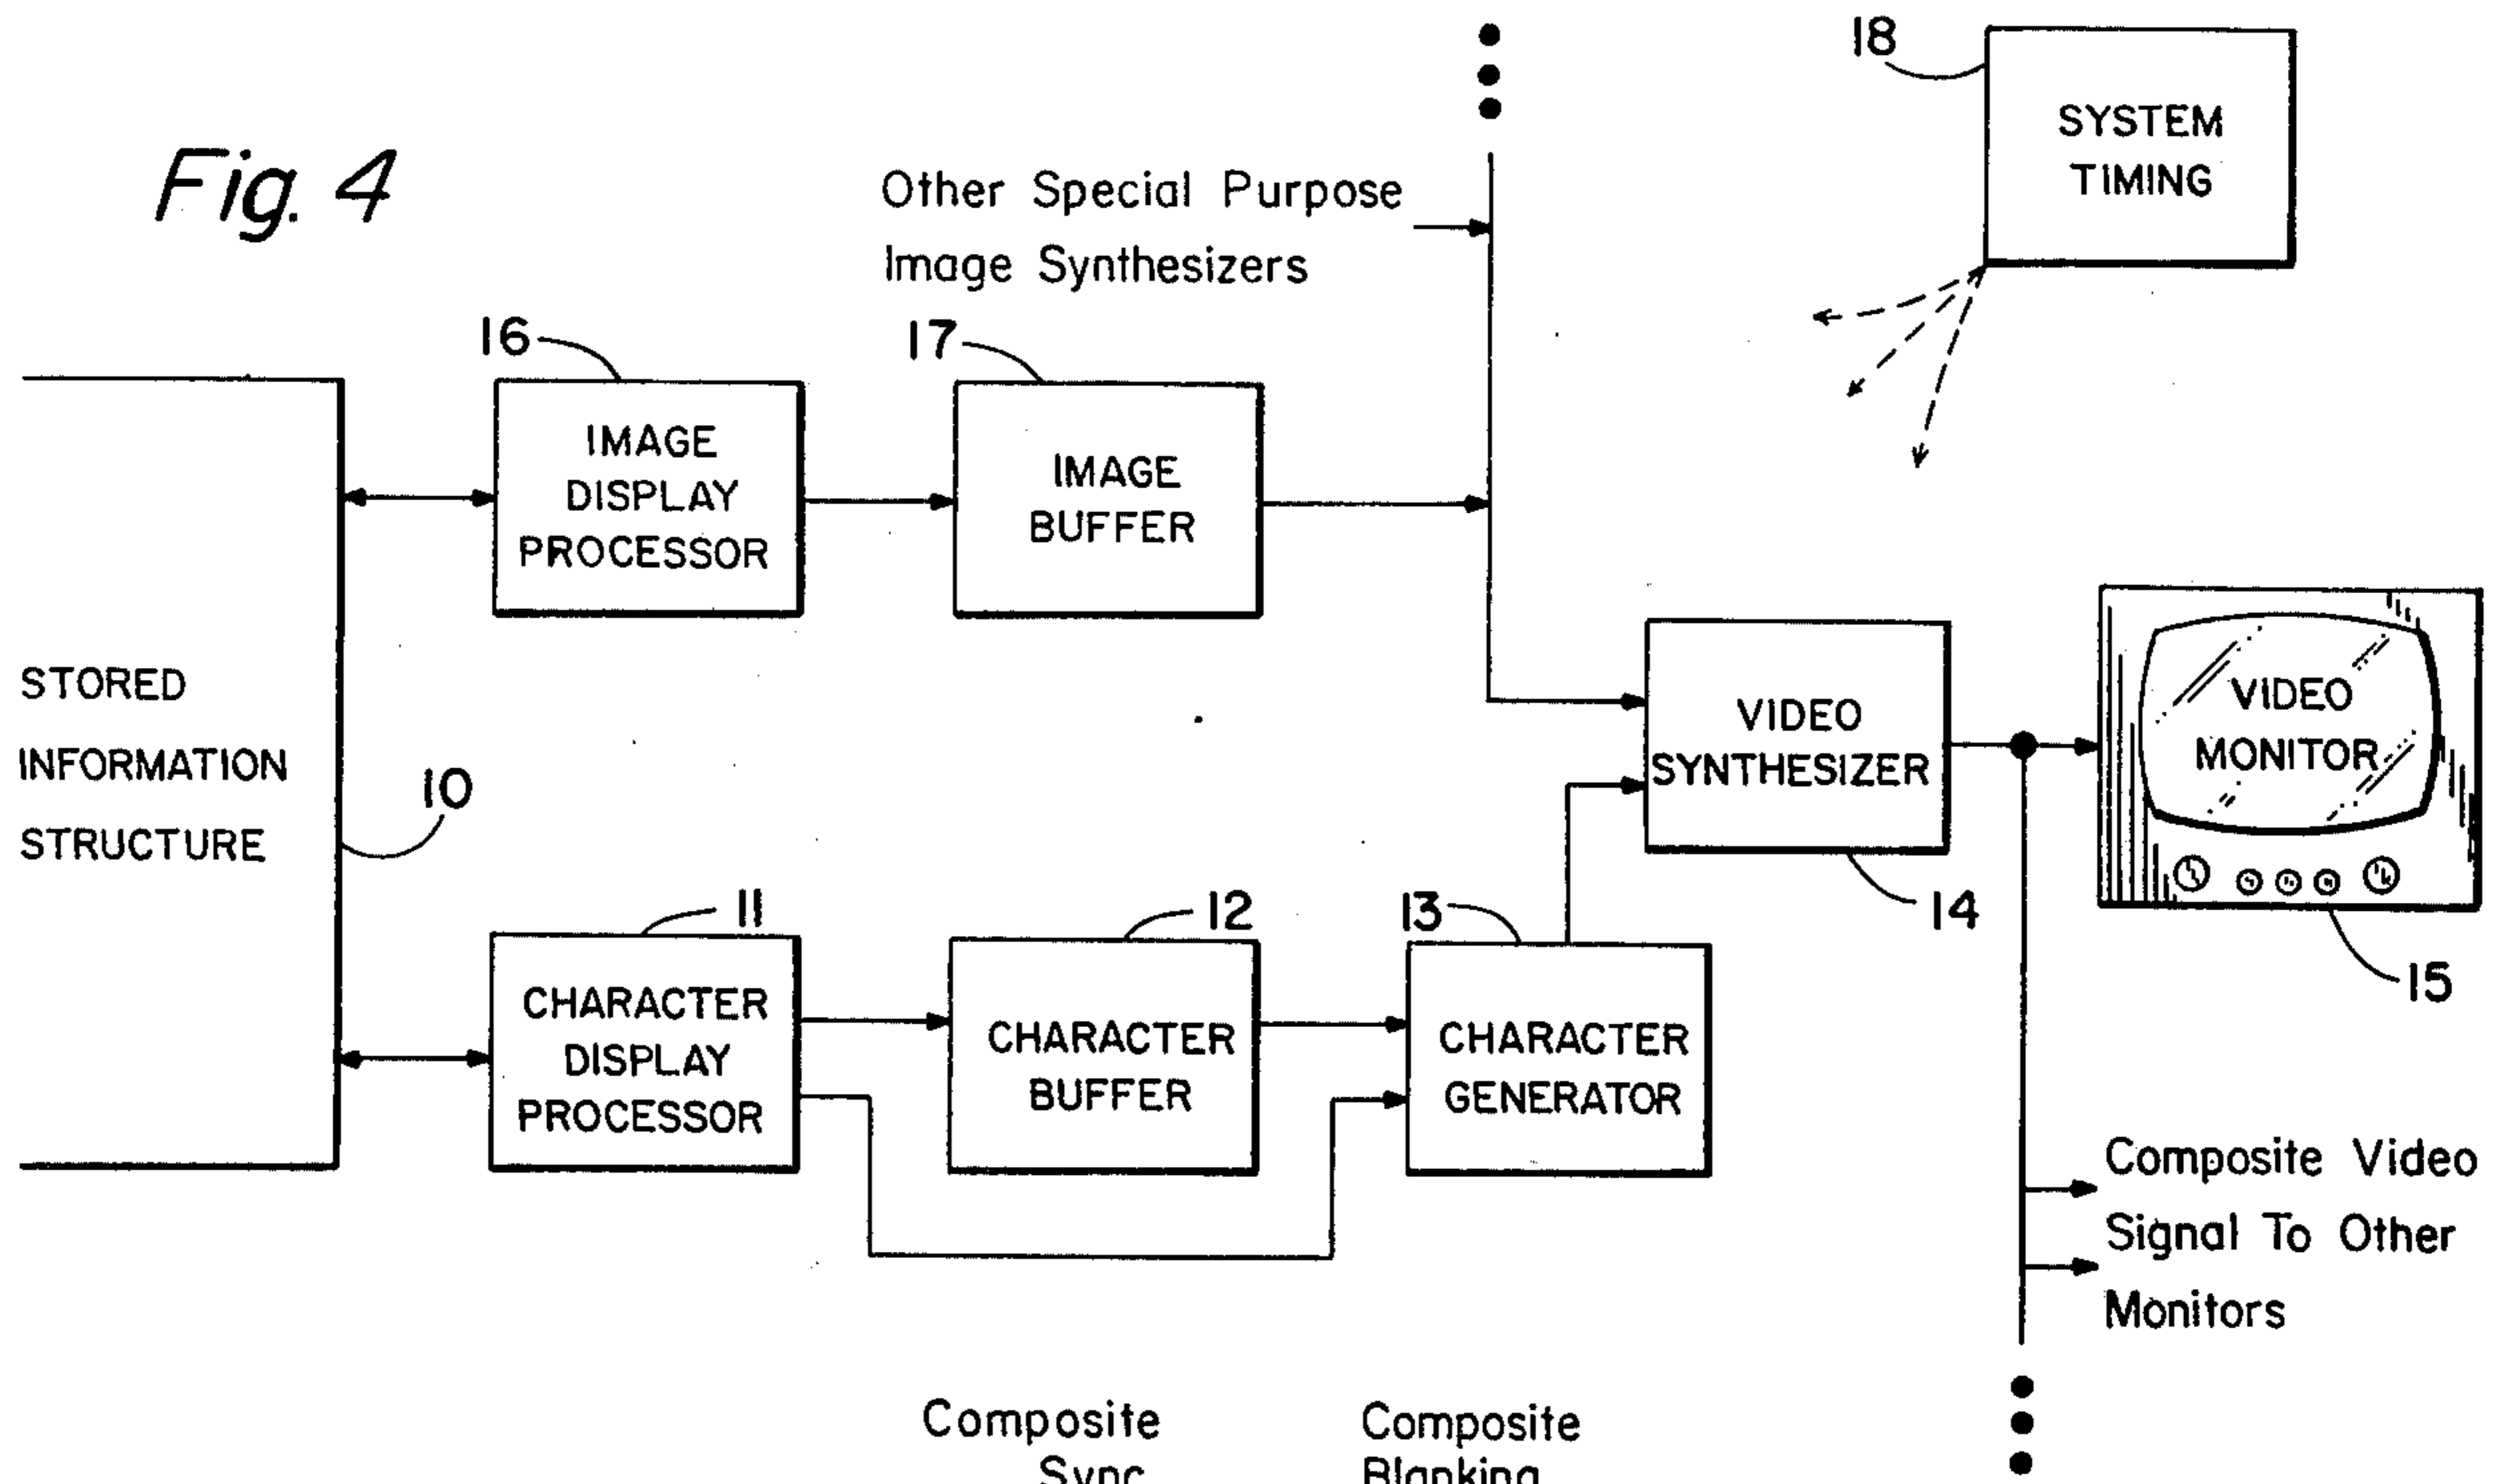 Fig. 4
18
SYSTEM
TIMING
Other Special Purpose
Image Synthesizers
16
17
IMAGE
DISPLAY
PROCESSOR
IMAGE
BUFFER
STORED
INFORMATION
STRUCTURE
10
VIDEO
SYNTHESIZER
14
VIDEO
MONITOR
15
11
12
13
CHARACTER
DISPLAY
PROCESSOR
CHARACTER
BUFFER
CHARACTER
GENERATOR
Composite Video
Signal To Other
Monitors
Composite
Sync
Composite
Blanking